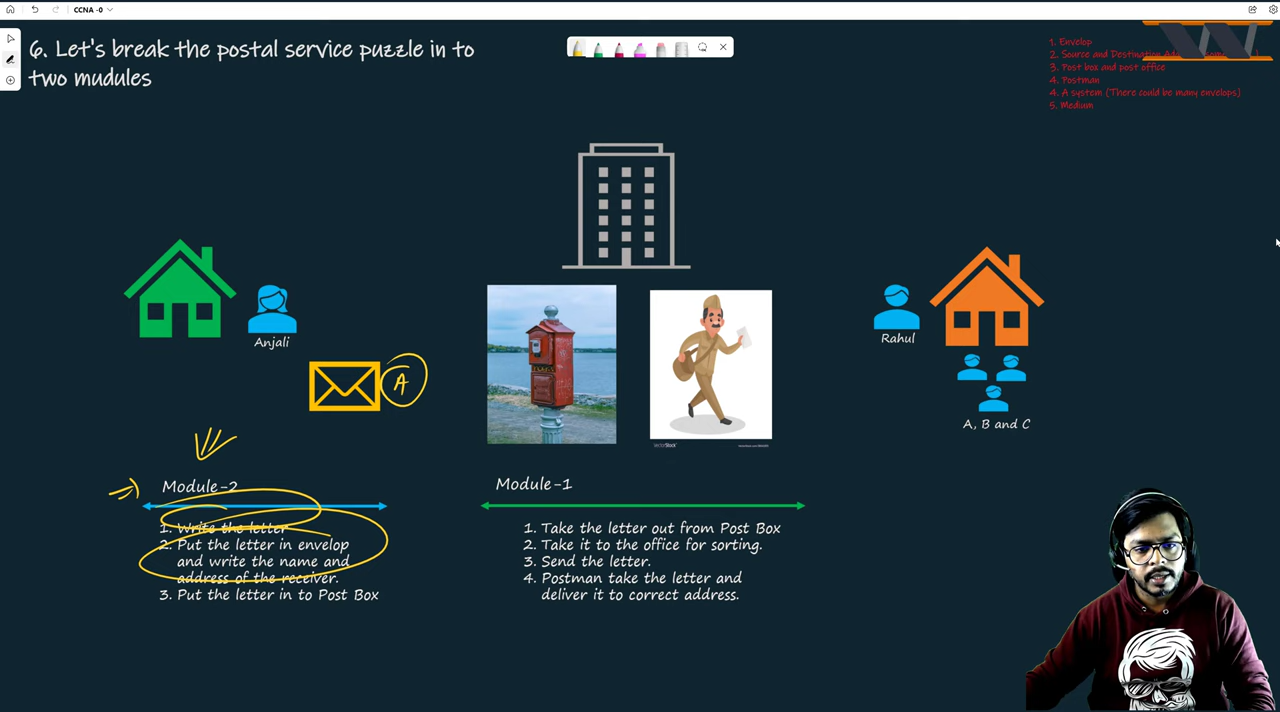 CCNA -0
6. Let's break the postal service puzzle in to
two mudules
1. Envelop
2. Source and Destination
3. Post box and post office
4. Postman
4. A system (There could be many envelops)
5. Medium
Anjali
A
Rahul
A, B and C
VectorStock
Module-2
1. Write the letter
2. Put the letter in envelop
and write the name and
address of the receiver.
3. Put the letter in to Post Box
Module-1
1. Take the letter out from Post Box
2. Take it to the office for sorting.
3. Send the letter.
4. Postman take the letter and
deliver it to correct address.